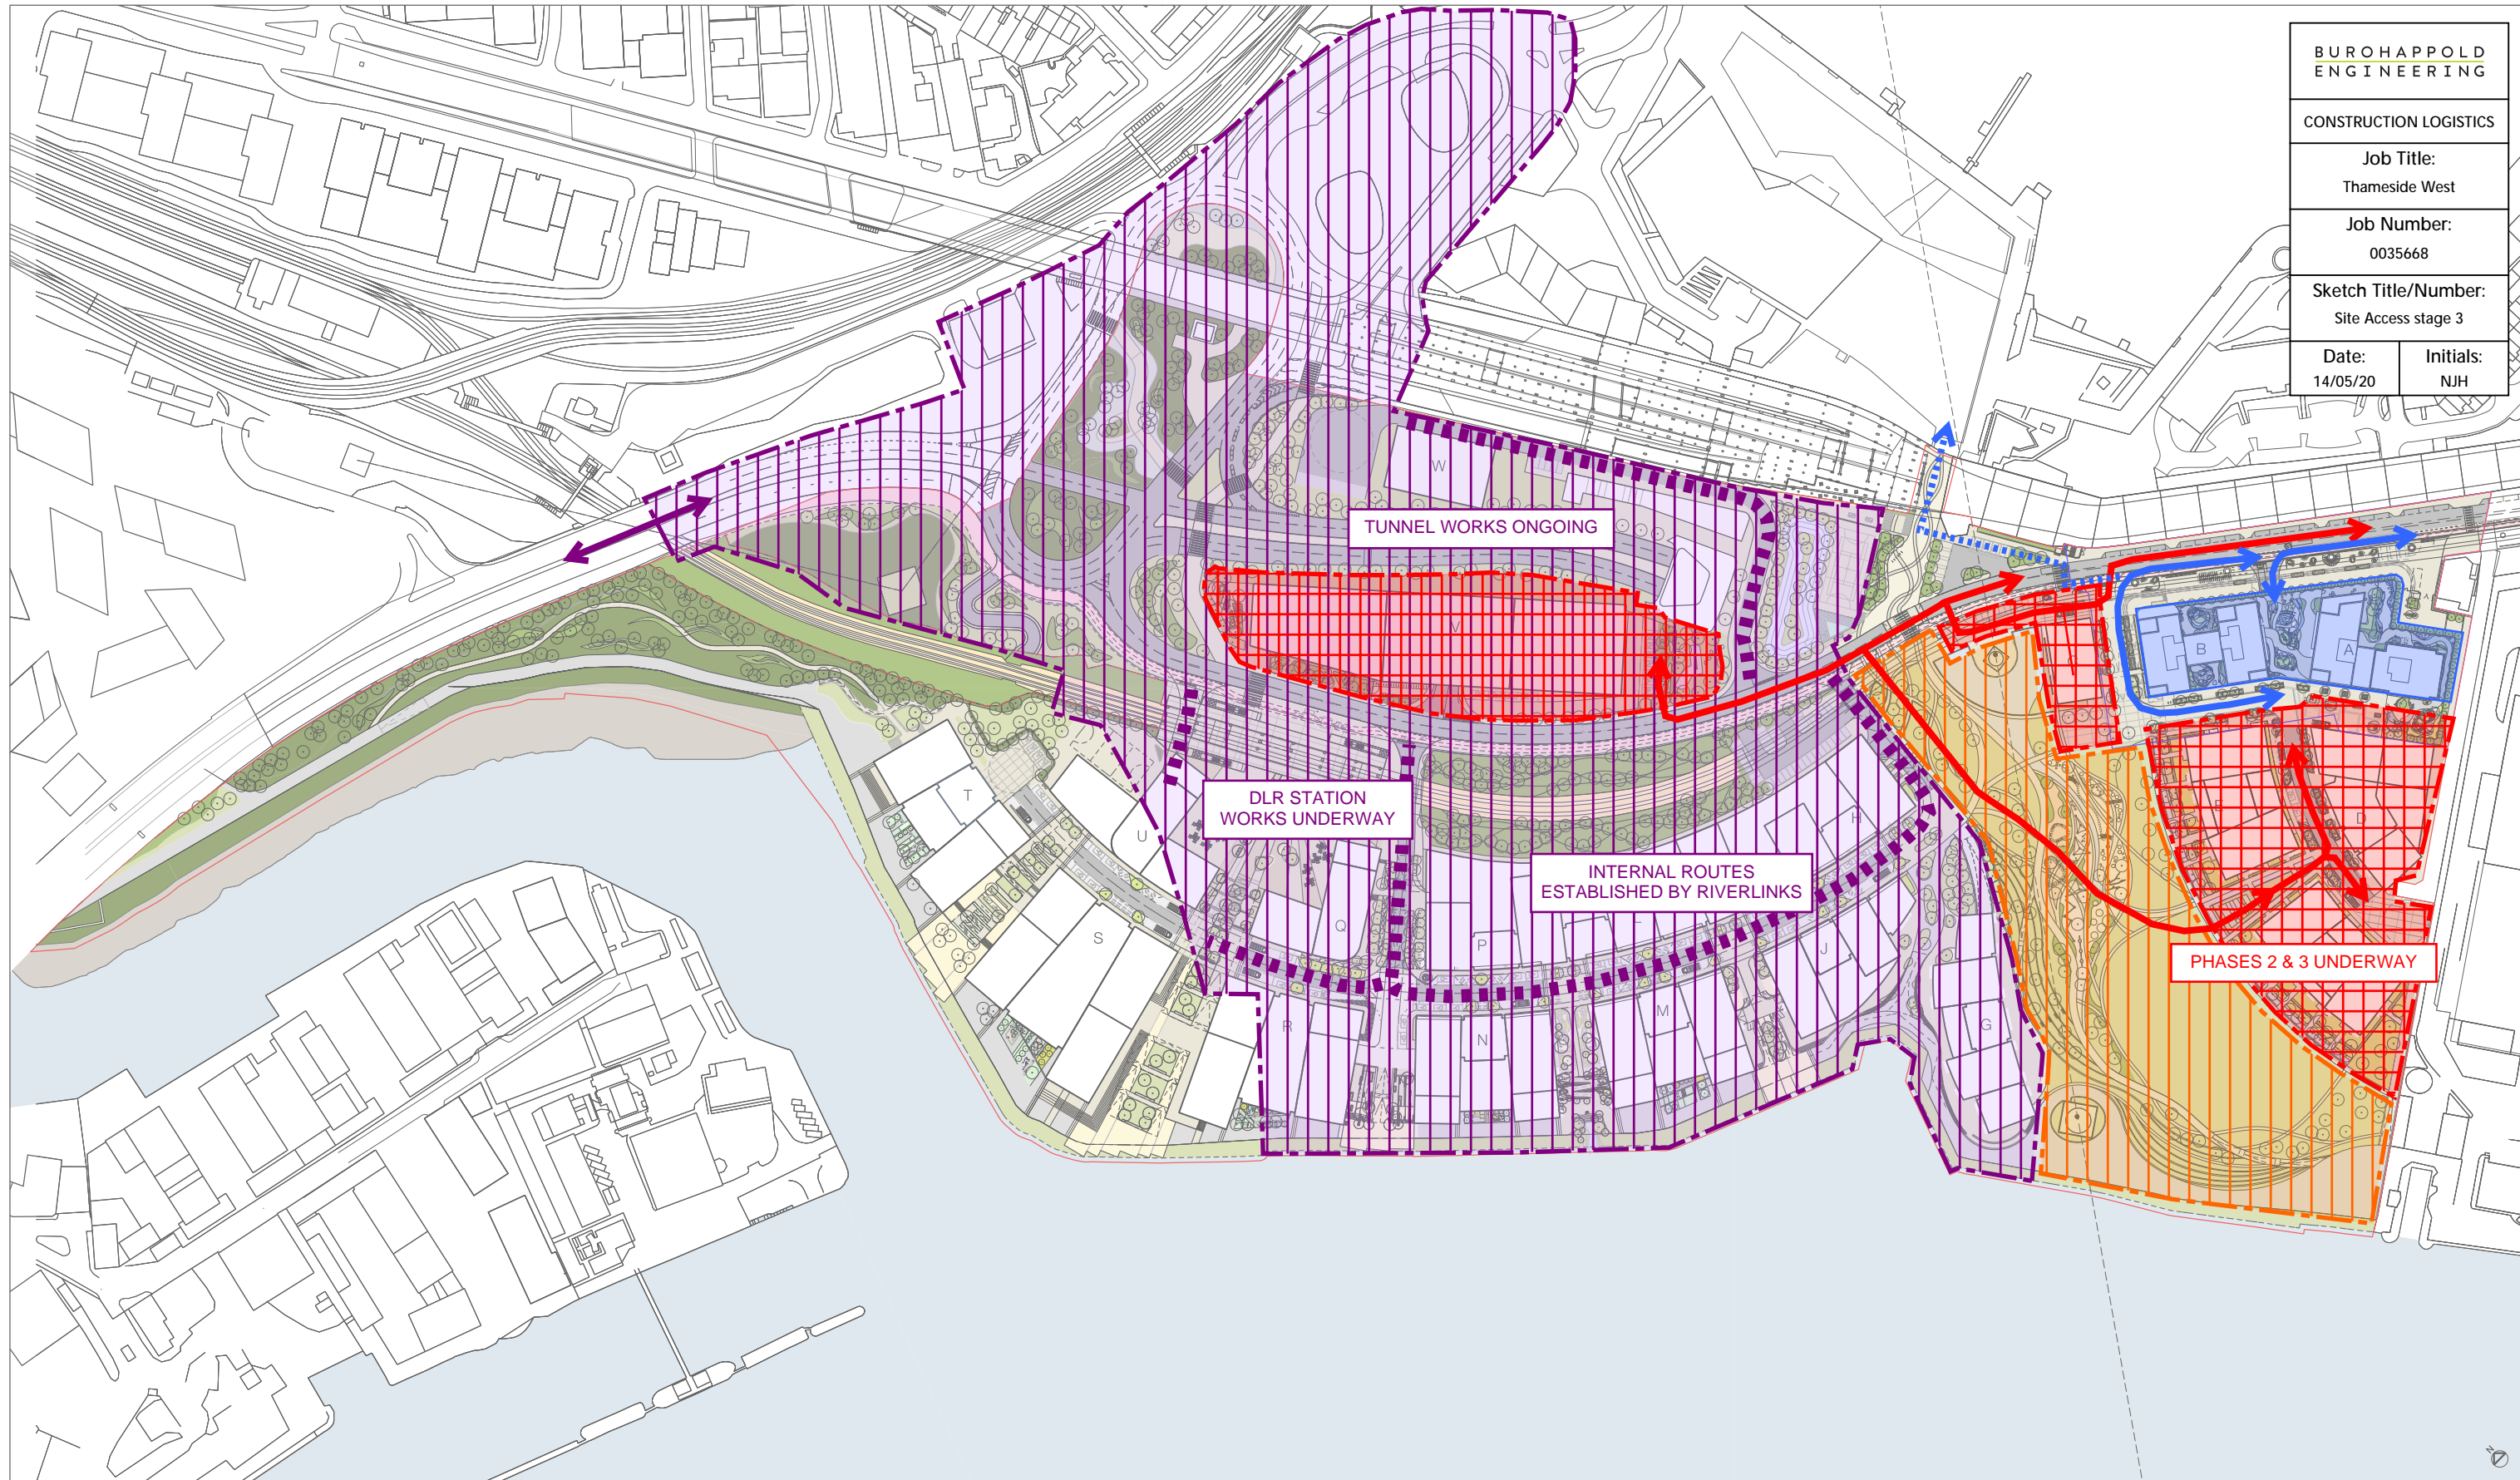 BUROHAPPOLD
ENGINEERING
CONSTRUCTION LOGISTICS
Job Title:
Thameside West
Job Number:
0035668
Sketch Title/Number:
Site Access stage 3
Date:
14/05/20
Initials:
NJH
W
TUNNEL WORKS ONGOING
V
B
A
DLR STATION
WORKS UNDERWAY
T
U
H
E
D
INTERNAL ROUTES
ESTABLISHED BY RIVERLINKS
S
Q
P
L
J
PHASES 2 & 3 UNDERWAY
R
N
M
G
N